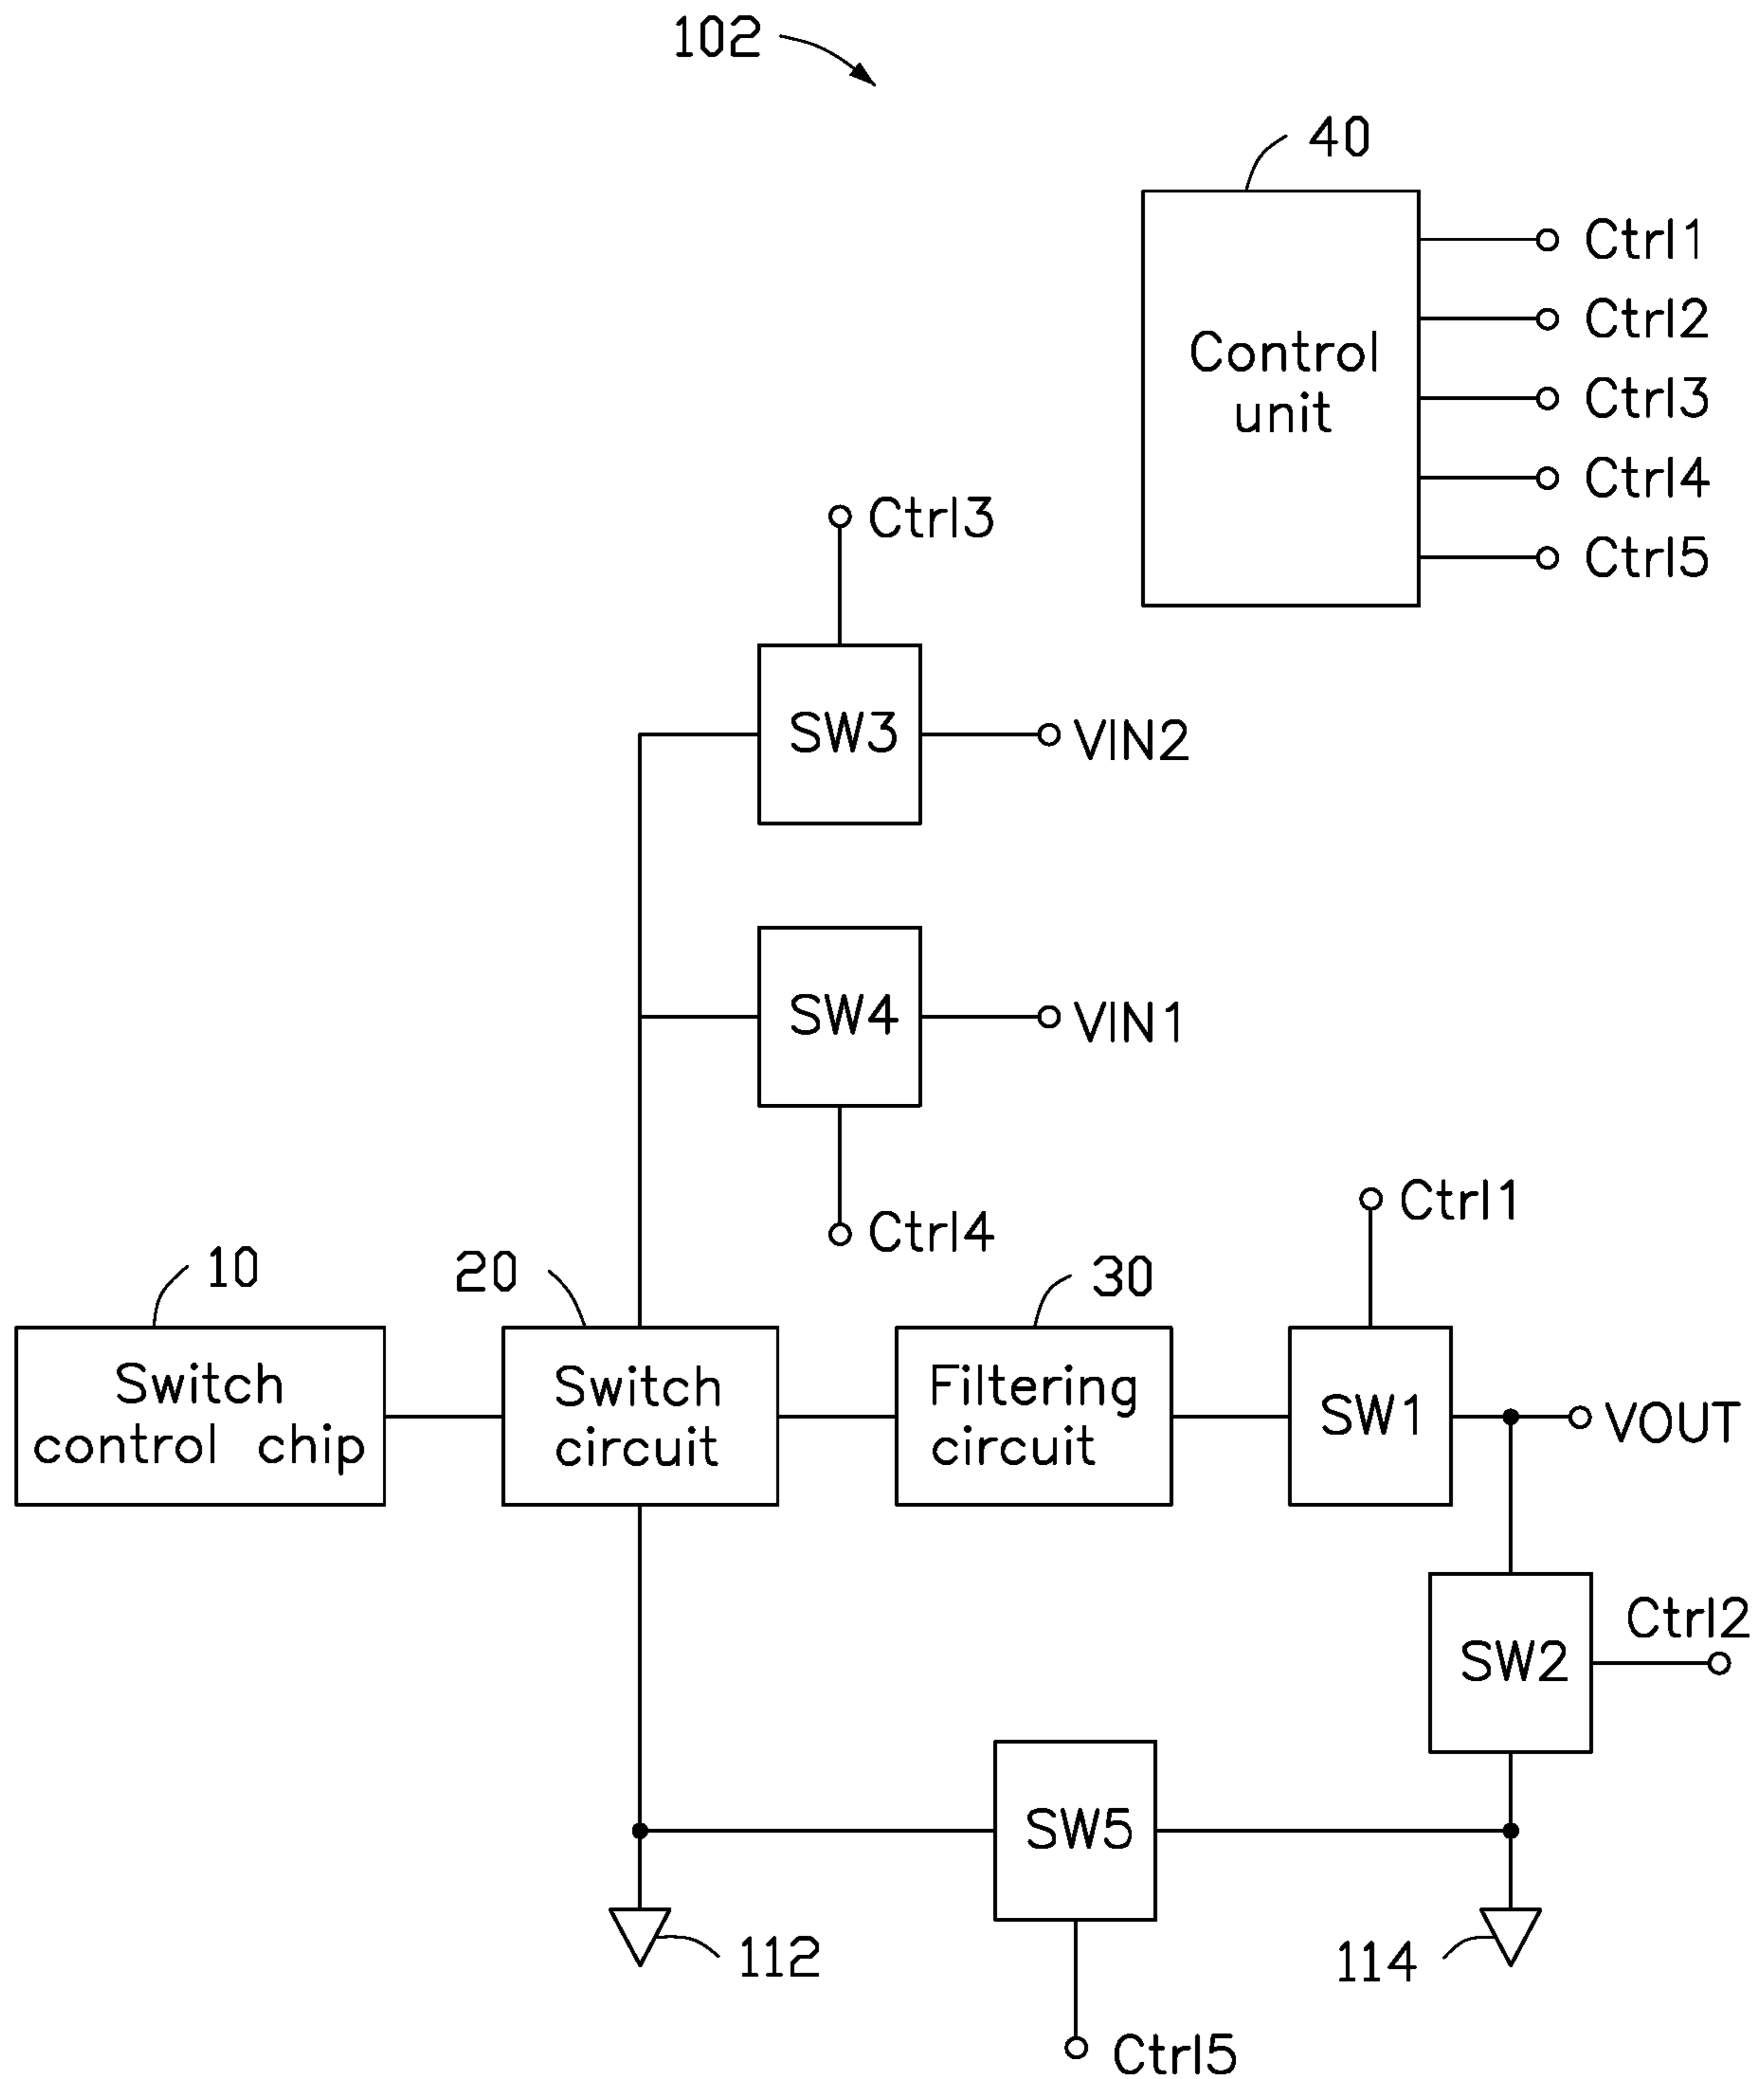 102
40
Control
unit
Ctrl1
Ctrl2
Ctrl3
Ctrl4
Ctrl5
Ctrl3
SW3
VIN2
SW4
VIN1
Ctrl4
Ctrl1
10
20
30
Switch
control chip
Switch
circuit
Filtering
circuit
SW1
VOUT
SW2
Ctrl2
SW5
112
114
Ctrl5